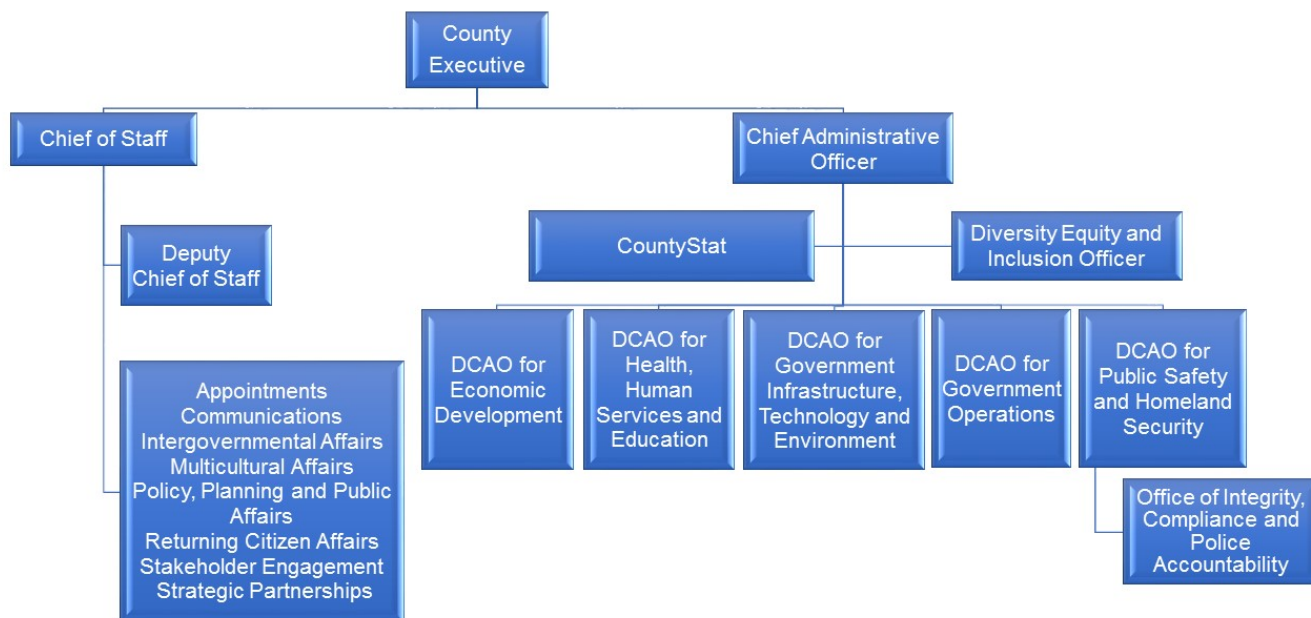 County
Executive
Chief of Staff
Chief Administrative
Officer
Deputy
Chief of Staff
CountyStat
Diversity Equity and
Inclusion Officer
Appointments
Communications
Intergovernmental Affairs
Multicultural Affairs
Policy, Planning and Public
Affairs
Returning Citizen Affairs
Stakeholder Engagement
Strategic Partnerships
DCAO for
Economic
Development
DCAO for
Health,
Human
Services and
Education
DCAO for
Government
Infrastructure,
Technology and
Environment
DCAO for
Government
Operations
DCAO for
Public Safety
and Homeland
Security
Office of Integrity,
Compliance and
Police
Accountability